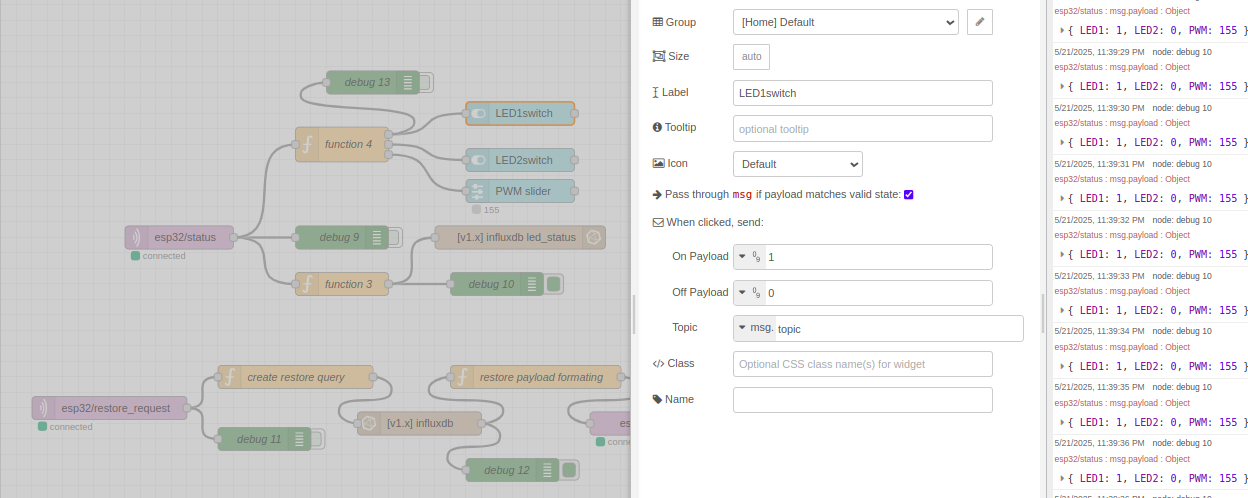 debug 13
LED1switch
function 4
LED2switch
PWM slider
155
esp32/status
connected
debug 9
[v1.x] influxdb led_status
function 3
debug 10
create restore query
restore payload formating
esp32/restore_request
connected
[v1.x] influxdb
es
conne
debug 11
debug 12
Group
[Home] Default
Size
auto
Label
LED1switch
Tooltip
optional tooltip
Icon
Default
Pass through msg if payload matches valid state:
When clicked, send:
On Payload
1
Off Payload
0
Topic
msg. topic
Class
Optional CSS class name(s) for widget
Name
esp32/status : msg.payload : Object
{ LED1: 1, LED2: 0, PWM: 155 }
5/21/2025, 11:39:29 PM node: debug 10
esp32/status : msg.payload : Object
{ LED1: 1, LED2: 0, PWM: 155 }
5/21/2025, 11:39:30 PM node: debug 10
esp32/status : msg.payload : Object
{ LED1: 1, LED2: 0, PWM: 155 }
5/21/2025, 11:39:31 PM node: debug 10
esp32/status : msg.payload : Object
{ LED1: 1, LED2: 0, PWM: 155 }
5/21/2025, 11:39:32 PM node: debug 10
esp32/status : msg.payload : Object
{ LED1: 1, LED2: 0, PWM: 155 }
5/21/2025, 11:39:33 PM node: debug 10
esp32/status : msg.payload : Object
{ LED1: 1, LED2: 0, PWM: 155 }
5/21/2025, 11:39:34 PM node: debug 10
esp32/status : msg.payload : Object
{ LED1: 1, LED2: 0, PWM: 155 }
5/21/2025, 11:39:35 PM node: debug 10
esp32/status : msg.payload : Object
{ LED1: 1, LED2: 0, PWM: 155 }
5/21/2025, 11:39:36 PM node: debug 10
esp32/status : msg.payload : Object
{ LED1: 1, LED2: 0, PWM: 155 }